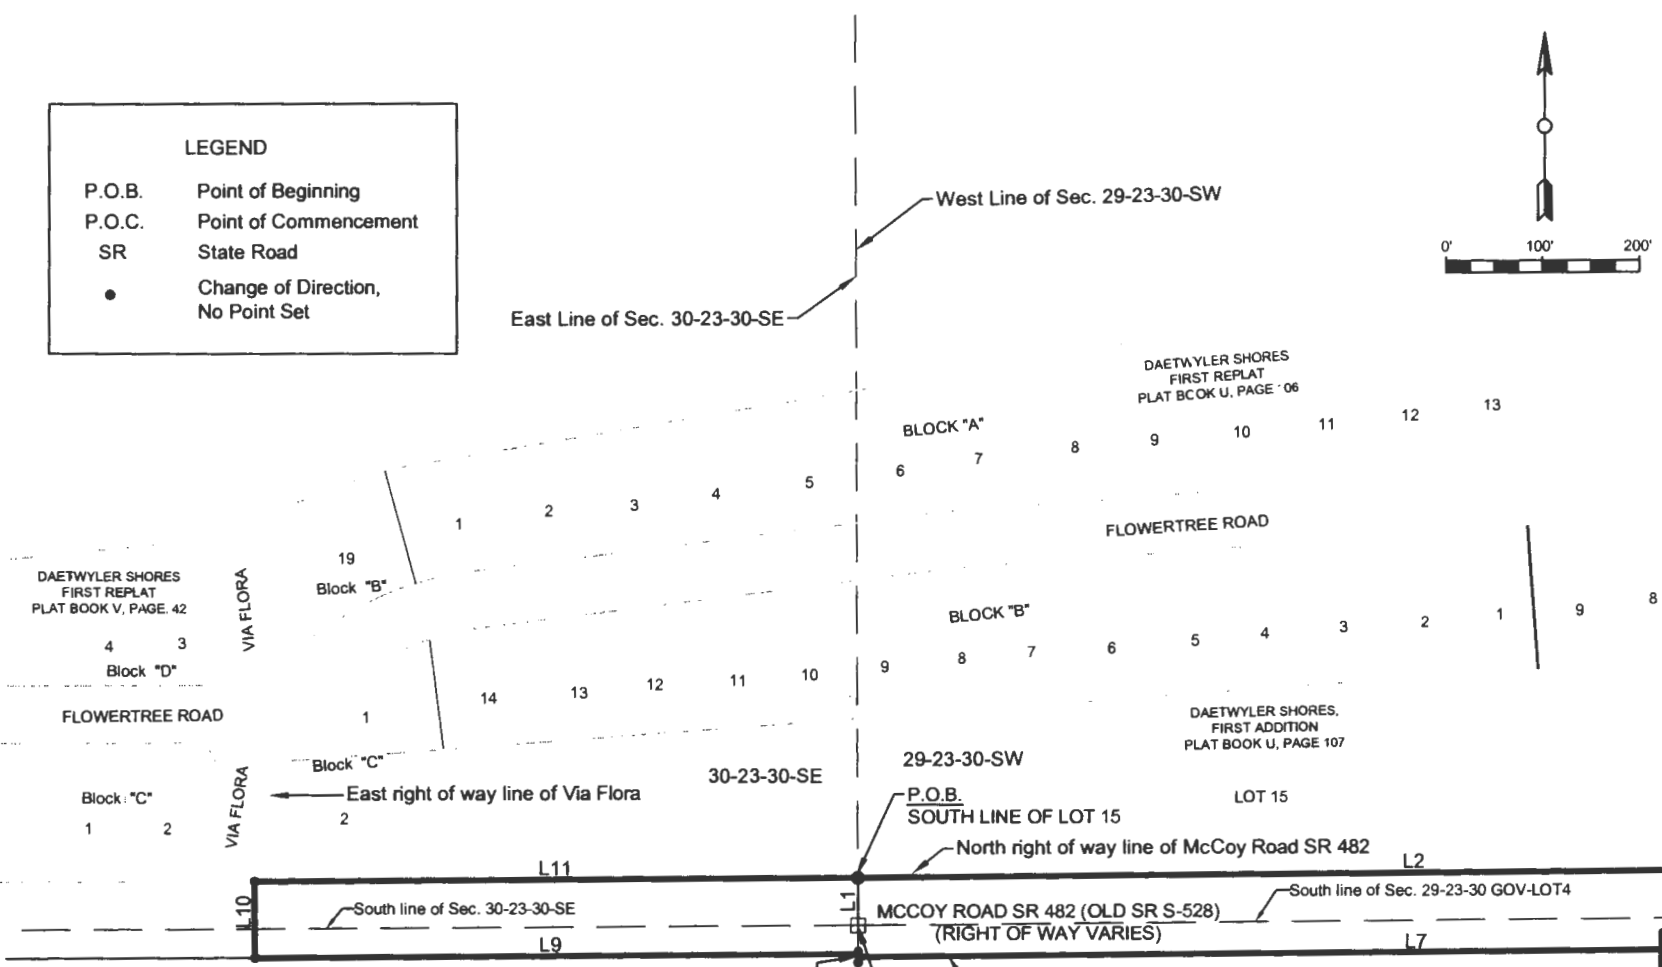 LEGEND
P.O.B. Point of Beginning
P.O.C. Point of Commencement
SR State Road
Change of Direction,
No Point Set
West Line of Sec. 29-23-30-SW
East Line of Sec. 30-23-30-SE
0' 100' 200'
DAETWYLER SHORES
FIRST REPLAT
PLAT BCOK U, PAGE '06
BLOCK "A"
1 2 3 4 5 6 7 8 9 10 11 12 13
FLOWERTREE ROAD
19
Block "B"
DAETWYLER SHORES
FIRST REPLAT
PLAT BOOK V, PAGE. 42
VIA FLORA
4 3
Block "D"
FLOWERTREE ROAD
BLOCK "B"
1
14 13 12 11 10 9 8 7 6 5 4 3 2 1 9 8
DAETWYLER SHORES,
FIRST ADDITION
PLAT BOOK U, PAGE 107
LOT 15
Block "C"
30-23-30-SE
29-23-30-SW
Block "C"
1 2
VIA FLORA
East right of way line of Via Flora
2
P.O.B.
SOUTH LINE OF LOT 15
North right of way line of McCoy Road SR 482
L11
L2
L10
South line of Sec. 30-23-30-SE
L1
South line of Sec. 29-23-30 GOV-LOT4
MCCOY ROAD SR 482 (OLD SR S-528)
(RIGHT OF WAY VARIES)
L9
L7